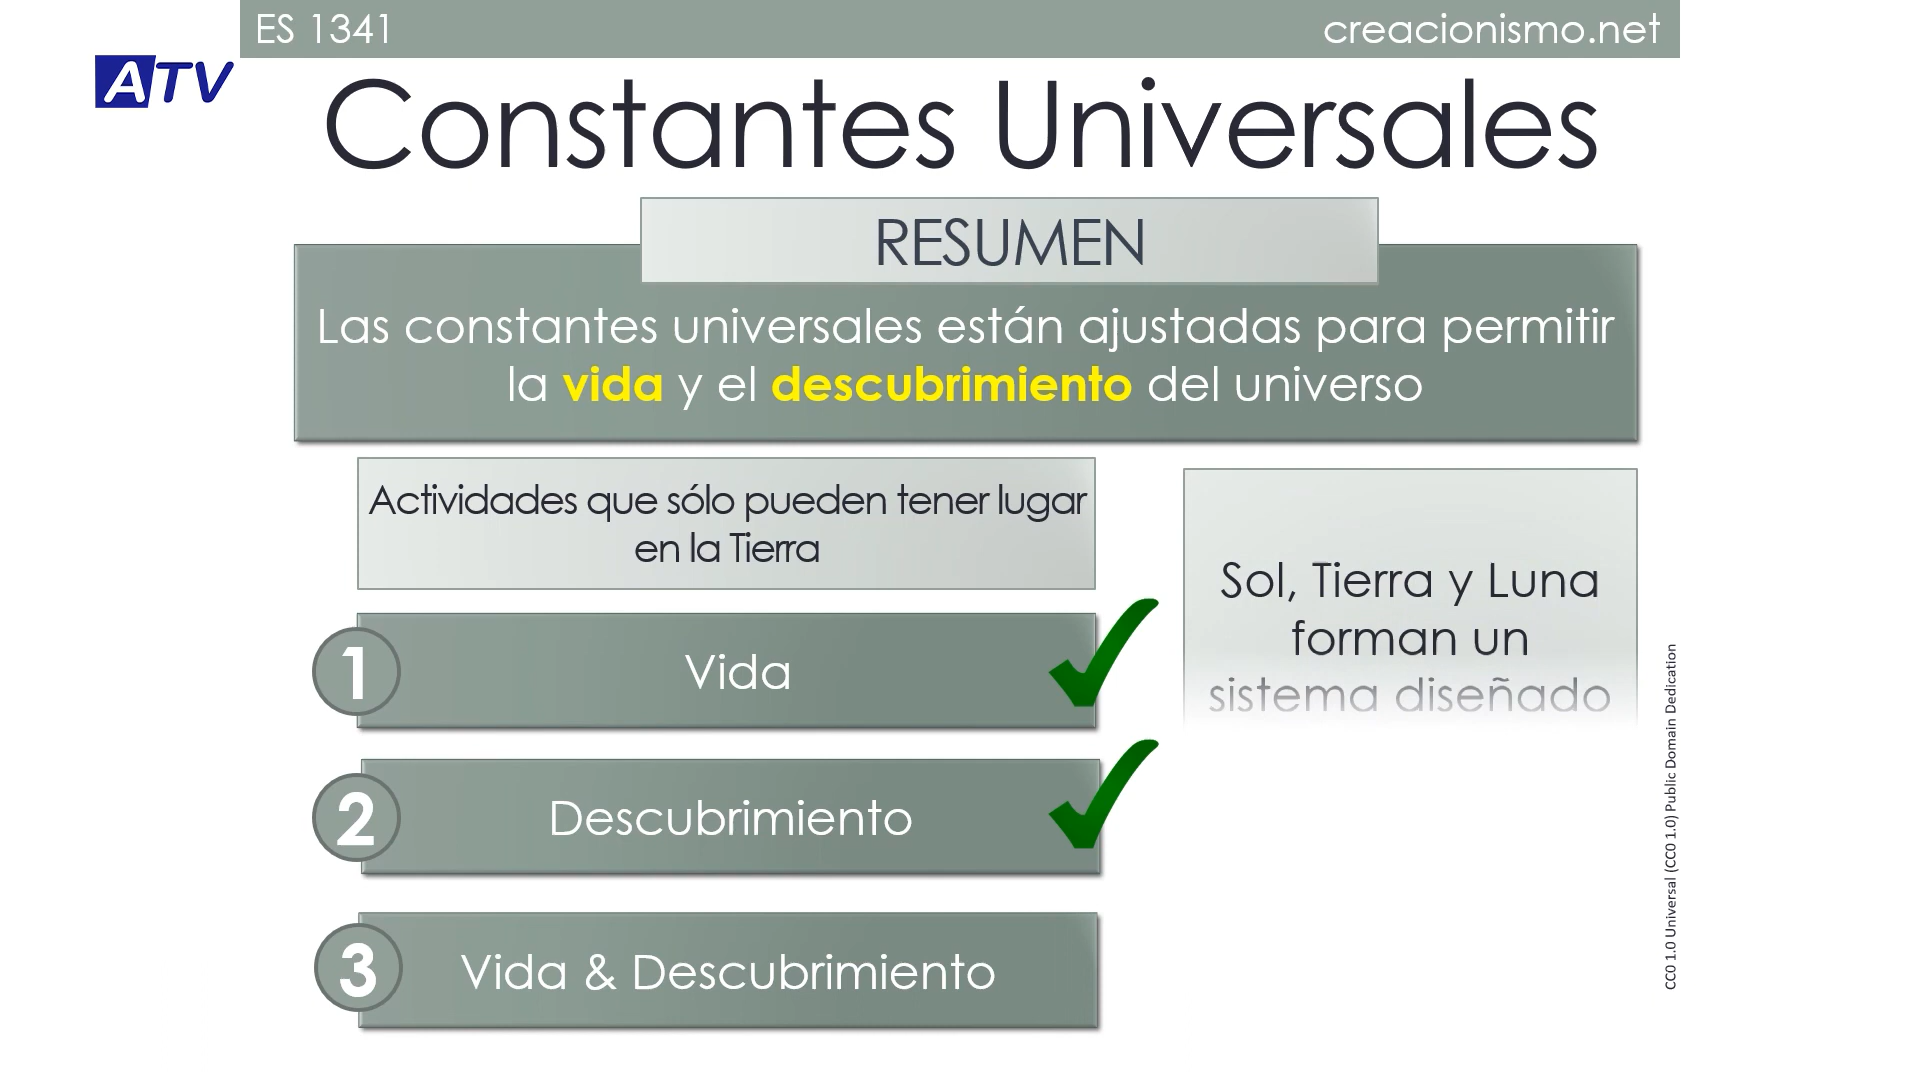 ES 1341
creacionismo.net
ATV
Constantes Universales
RESUMEN
Las constantes universales están ajustadas para permitir
la vida y el descubrimiento del universo
Actividades que sólo pueden tener lugar
en la Tierra
Sol, Tierra y Luna
forman un
sistema diseñado
1
Vida
2
Descubrimiento
3
Vida & Descubrimiento
CC0 1.0 Universal (CC0 1.0) Public Domain Dedication